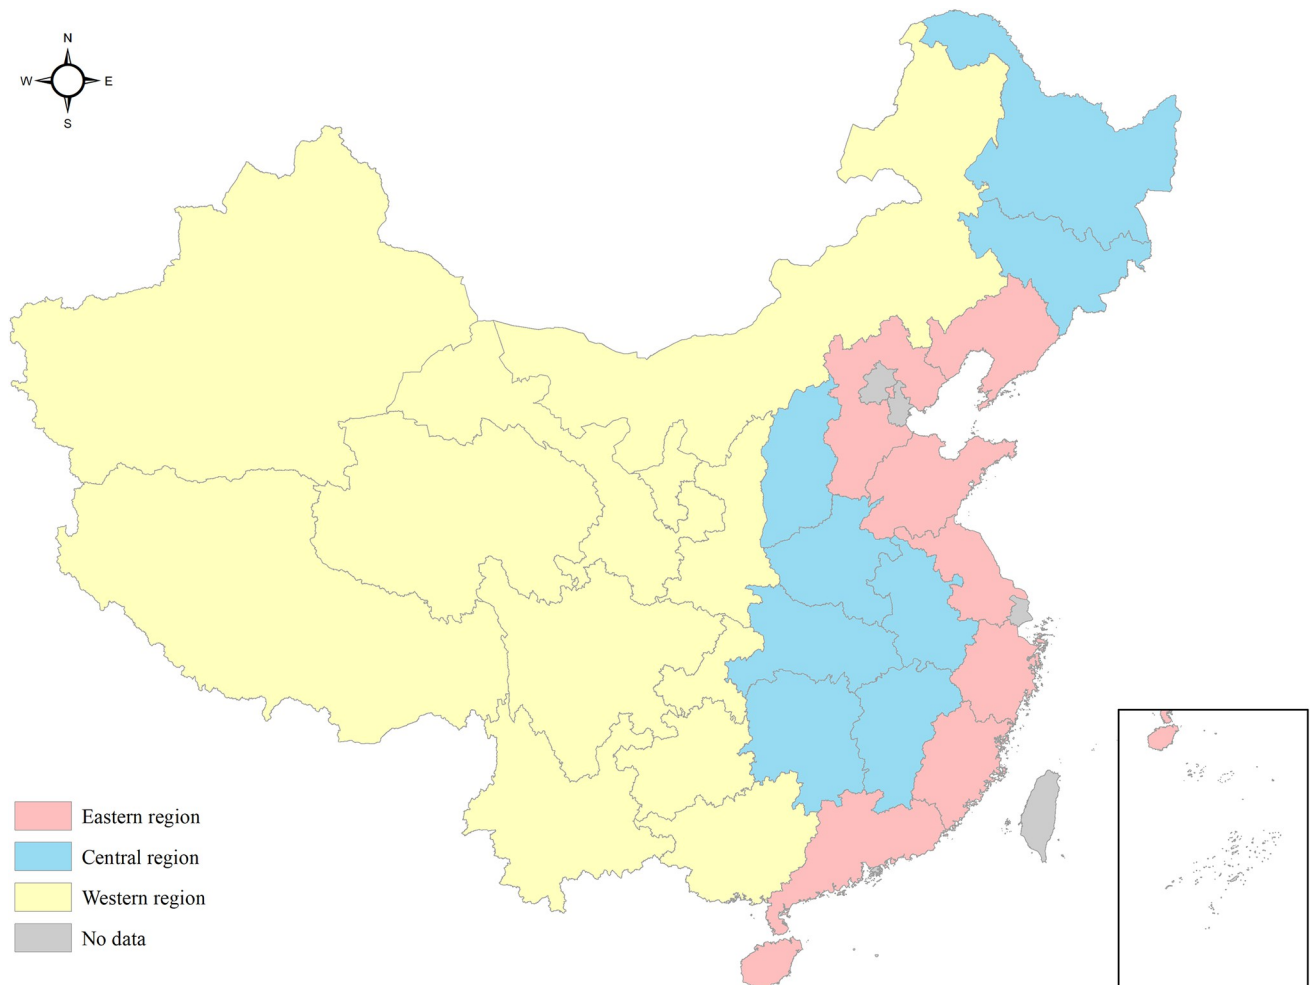 N
W E
S
Eastern region
Central region
Western region
No data